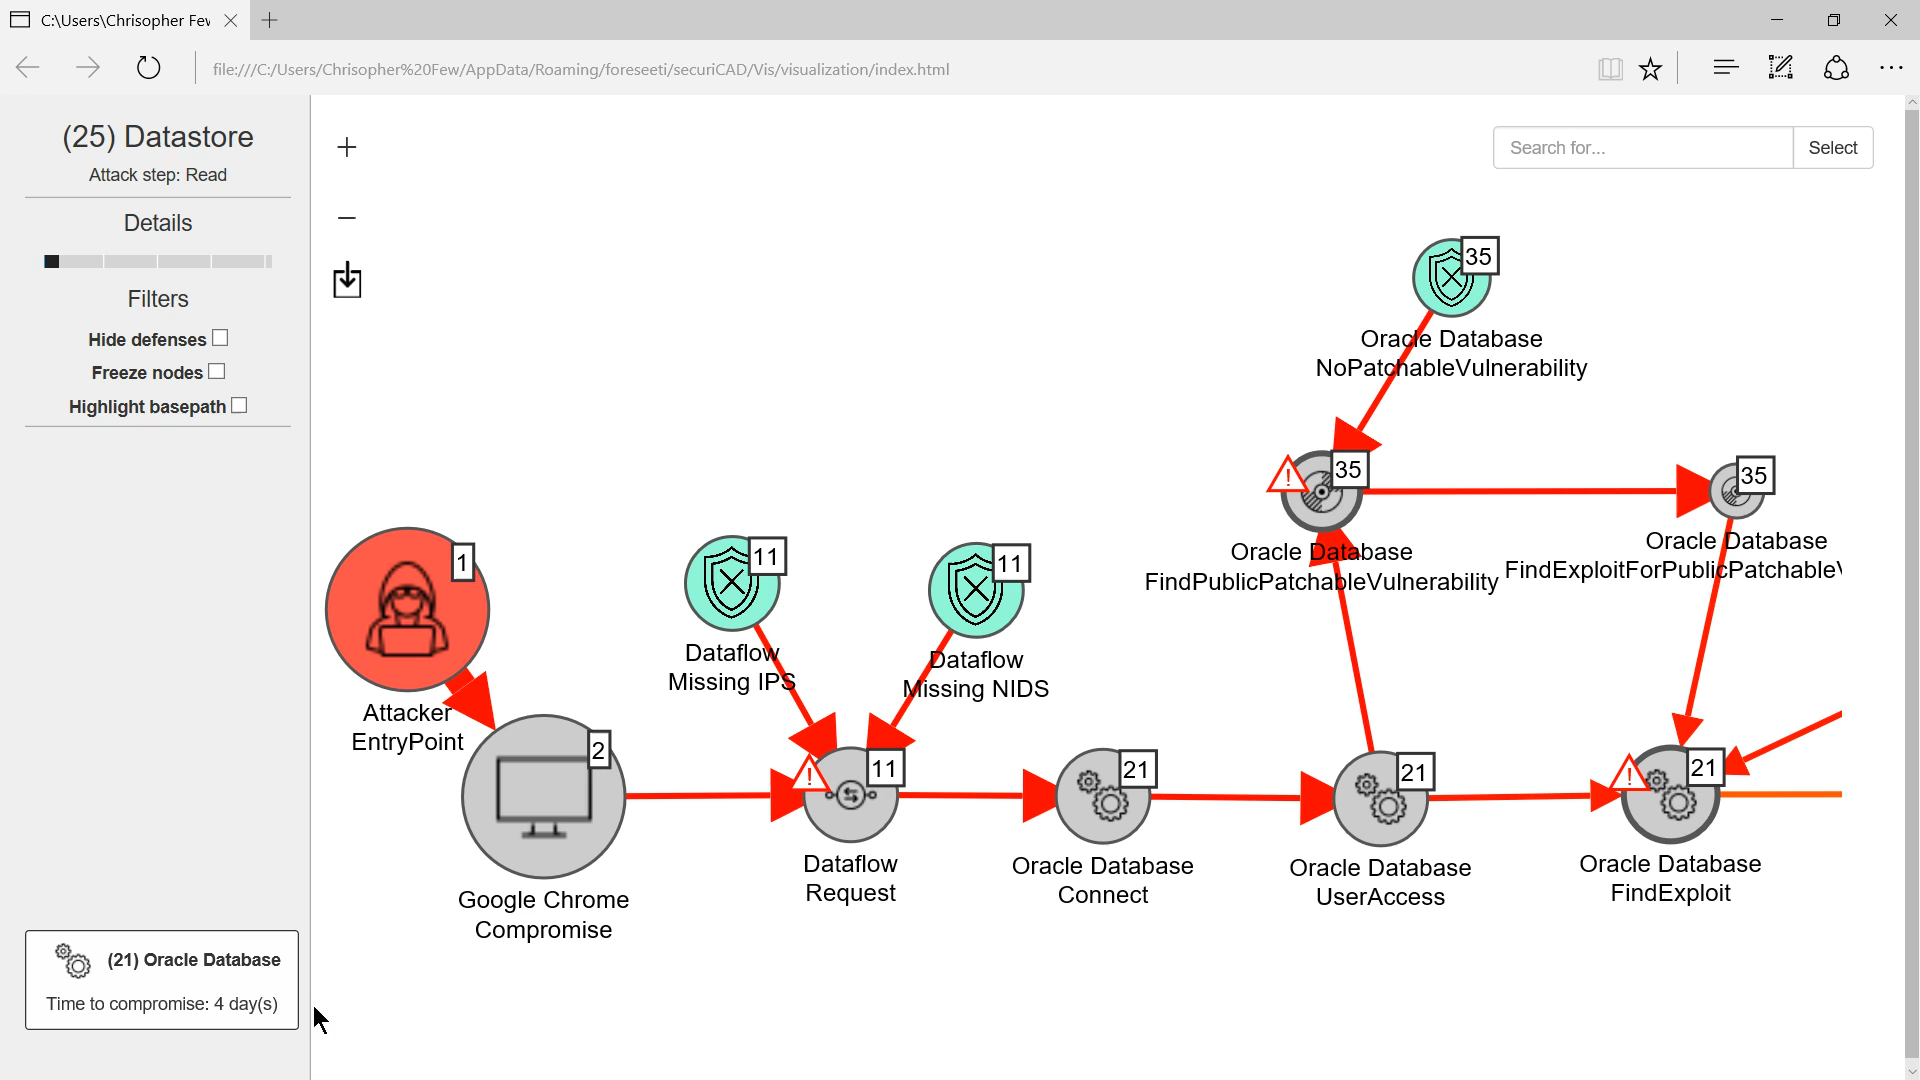 C:\Users\Chrisopher Fev
file:///C:/Users/Chrisopher%20Few/AppData/Roaming/foreseeti/securiCAD/Vis/visualization/index.html
(25) Datastore
Attack step: Read
Details
Filters
Hide defenses
Freeze nodes
Highlight basepath
(21) Oracle Database
Time to compromise: 4 day(s)
Search for...
Select
35
Oracle Database
NoPatchableVulnerability
35
Oracle Database
FindPublicPatchableVulnerability
35
Oracle Database
FindExploitForPublicPatchableV
1
Attacker
EntryPoint
11
Dataflow
Missing IPS
11
Dataflow
Missing NIDS
2
Google Chrome
Compromise
11
Dataflow
Request
21
Oracle Database
Connect
21
Oracle Database
UserAccess
21
Oracle Database
FindExploit